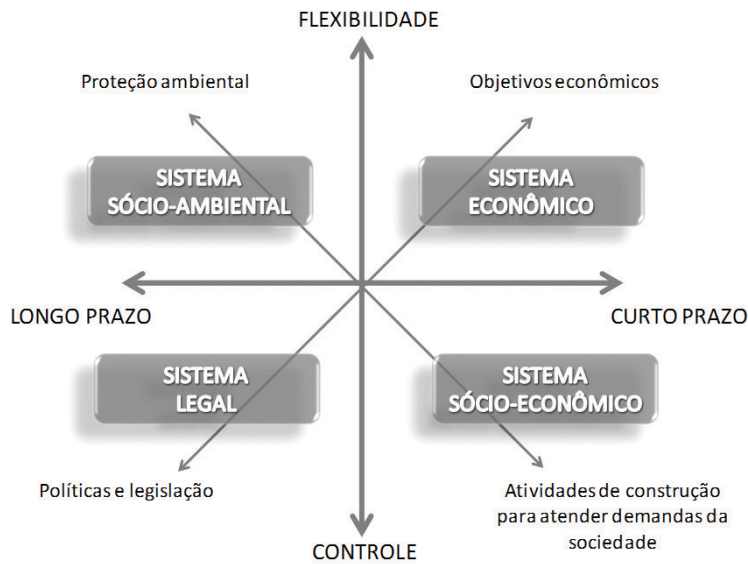 FLEXIBILIDADE
Proteção ambiental
Objetivos econômicos
SISTEMA
SÓCIO-AMBIENTAL
SISTEMA
ECONÔMICO
LONGO PRAZO
CURTO PRAZO
SISTEMA
LEGAL
SISTEMA
SÓCIO-ECONÔMICO
Políticas e legislação
Atividades de construção
para atender demandas da
sociedade
CONTROLE